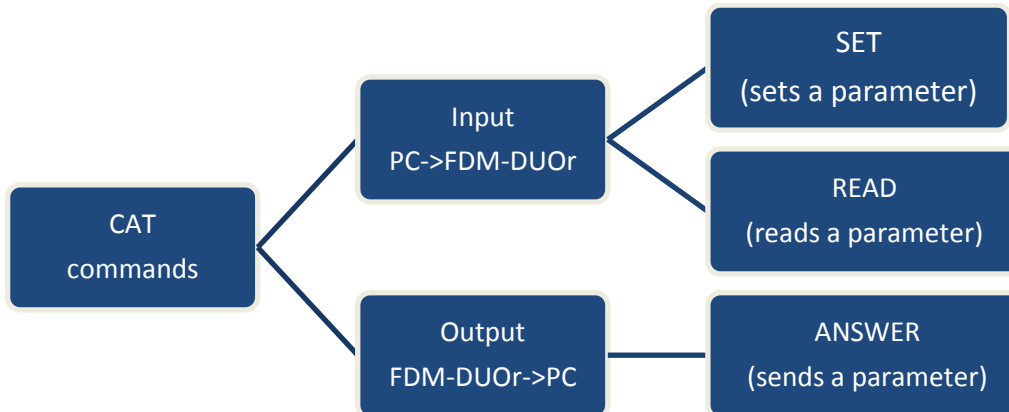 CAT
commands
Input
PC->FDM-DUOr
SET
(sets a parameter)
READ
(reads a parameter)
Output
FDM-DUOr->PC
ANSWER
(sends a parameter)